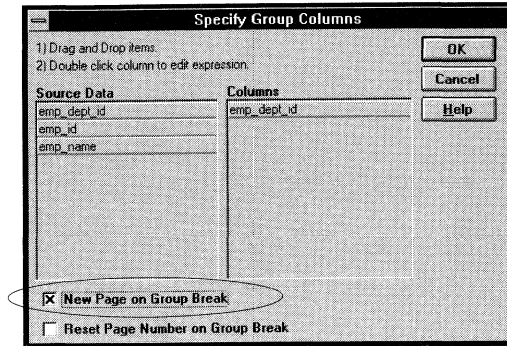 Specify Group Columns
1) Drag and Drop items.
2) Double click column to edit expression.
OK
Cancel
Help
Source Data
emp_dept_id
emp_id
emp_name
Columns
emp_dept_id
New Page on Group Break
Reset Page Number on Group Break